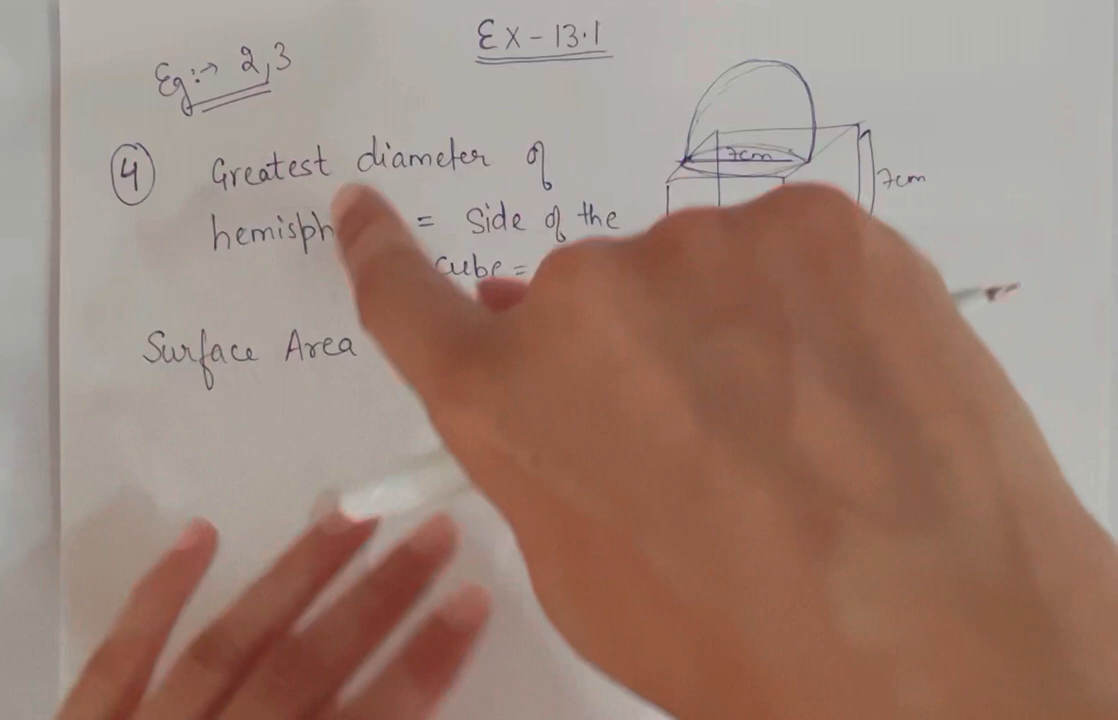 Ex - 13.1
Eg:→ 2,3
④ Greatest diameter of
= Side of the
cube =
Surface Area
7cm
7cm